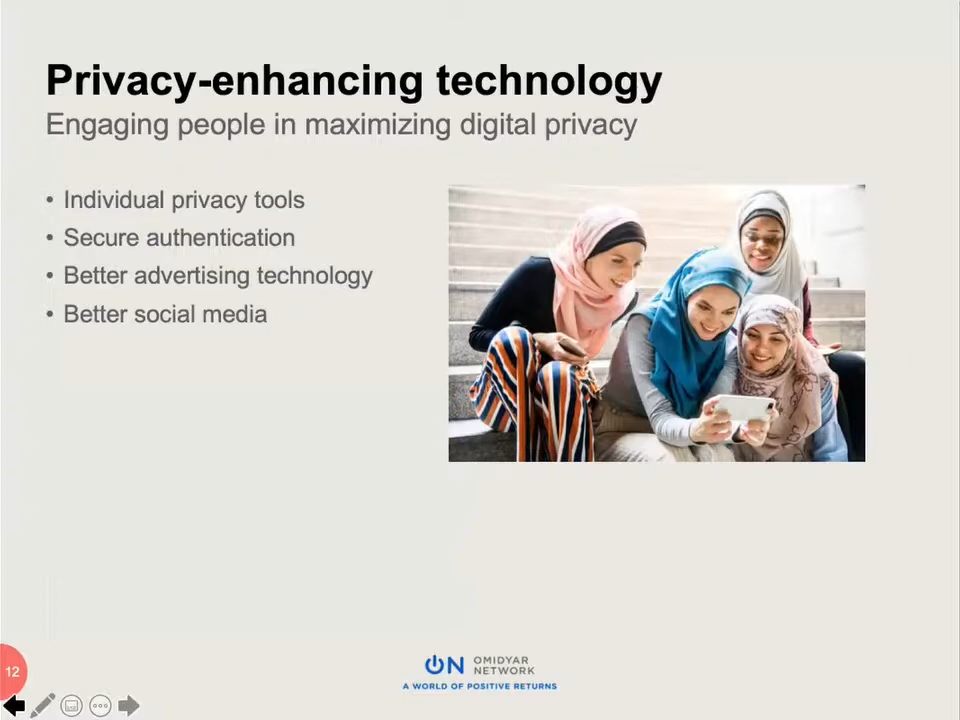 Privacy-enhancing technology
Engaging people in maximizing digital privacy
• Individual privacy tools
• Secure authentication
• Better advertising technology
• Better social media
12
ON OMIDYAR
NETWORK
A WORLD OF POSITIVE RETURNS